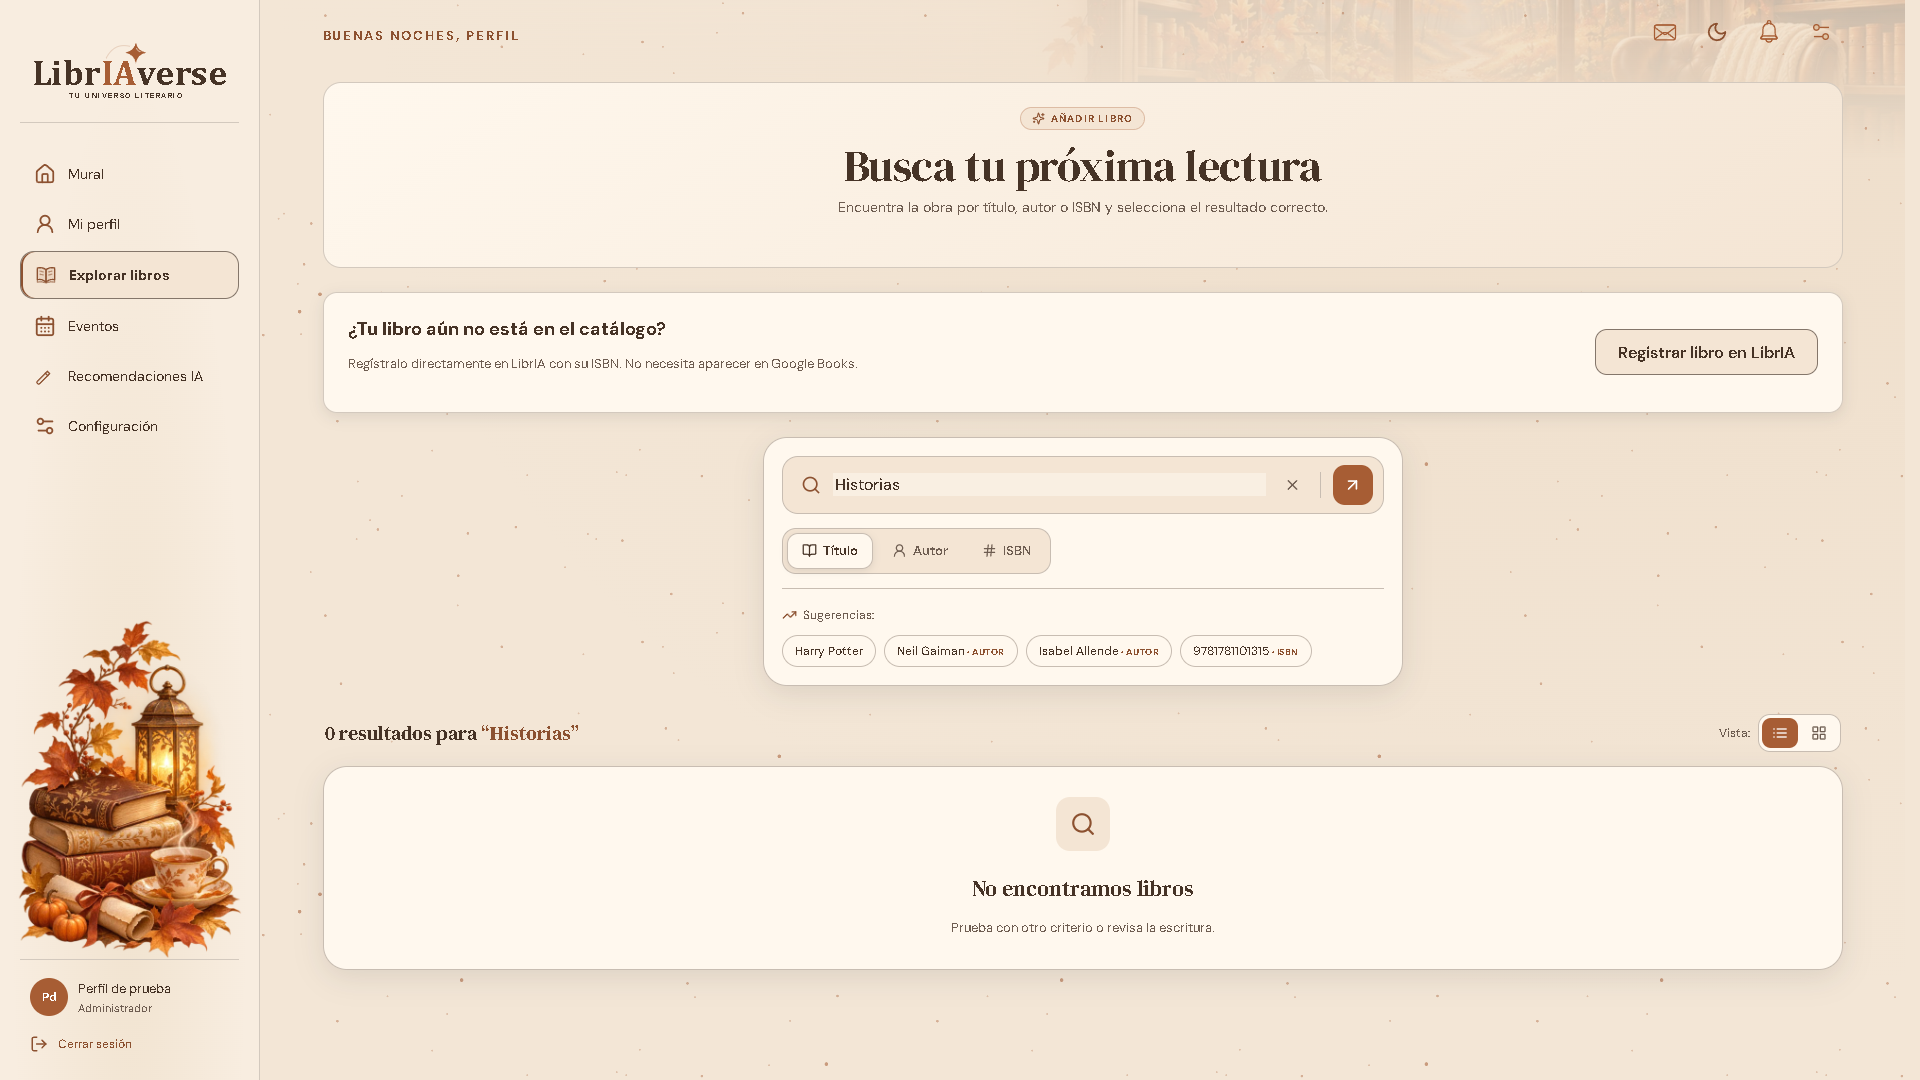 LibrIAverse
TU UNIVERSO LITERARIO
Mural
Mi perfil
Explorar libros
Eventos
Recomendaciones IA
Configuración
Perfil de prueba
Pd
Administrador
Cerrar sesión
BUENAS NOCHES, PERFIL
AÑADIR LIBRO
Busca tu próxima lectura
Encuentra la obra por título, autor o ISBN y selecciona el resultado correcto.
¿Tu libro aún no está en el catálogo?
Regístralo directamente en LibrIA con su ISBN. No necesita aparecer en Google Books.
Registrar libro en LibrIA
Historias
Título Autor ISBN
Sugerencias:
Harry Potter Neil Gaiman · AUTOR Isabel Allende · AUTOR 9781781101315 · ISBN
0 resultados para “Historias”
Vista:
No encontramos libros
Prueba con otro criterio o revisa la escritura.